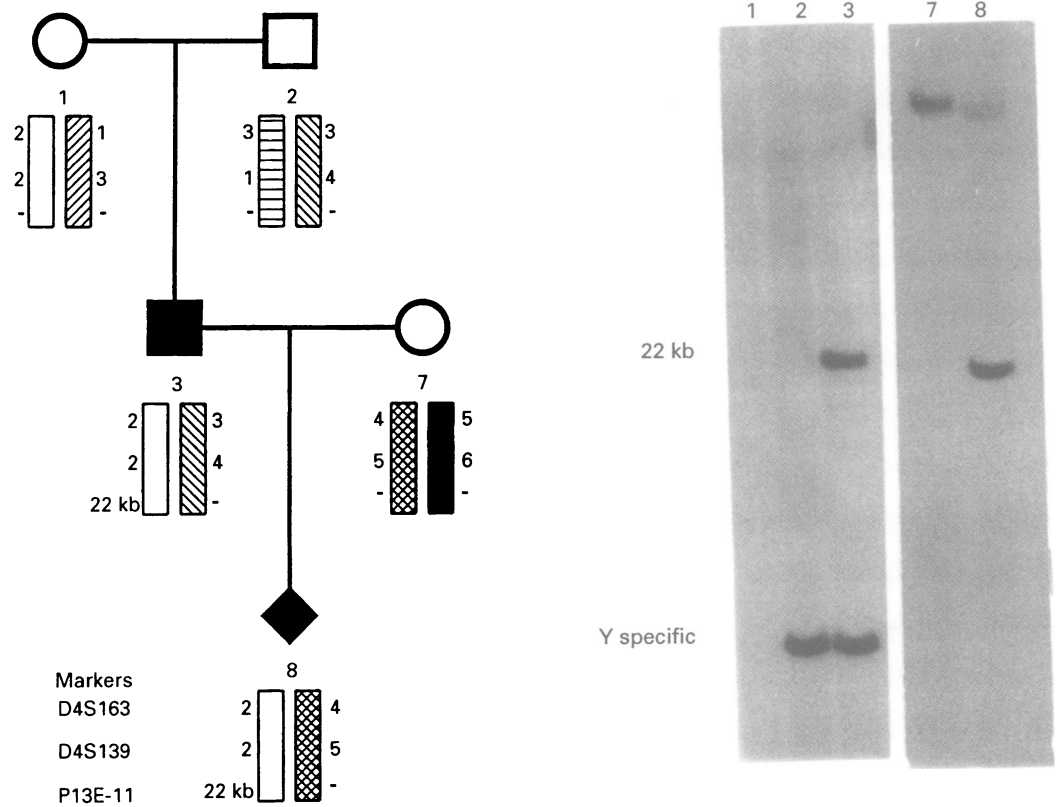 1 2 3 7 8
1 2
2 1 3 3
2 3 1 4
- - - -
22 kb
3 7
2 3 4 5
2 4 5 6
22 kb - - -
Y specific
8
Markers
D4S163 2 4
D4S139 2 5
P13E-11 22 kb -